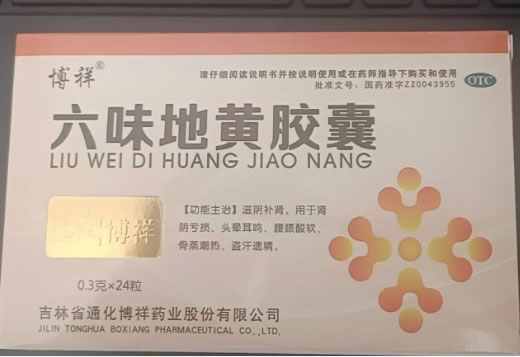 博祥®
请仔细阅读说明书并按说明使用或在药师指导下购买和使用
批准文号：国药准字Z20043955
OTC
六味地黄胶囊
LIU WEI DI HUANG JIAO NANG
【功能主治】滋阴补肾。用于肾
阴亏损、头晕耳鸣、腰膝酸软、
骨蒸潮热、盗汗遗精。
博祥
0.3克×24粒
吉林省通化博祥药业股份有限公司
JILIN TONGHUA BOXIANG PHARMACEUTICAL CO.,LTD.